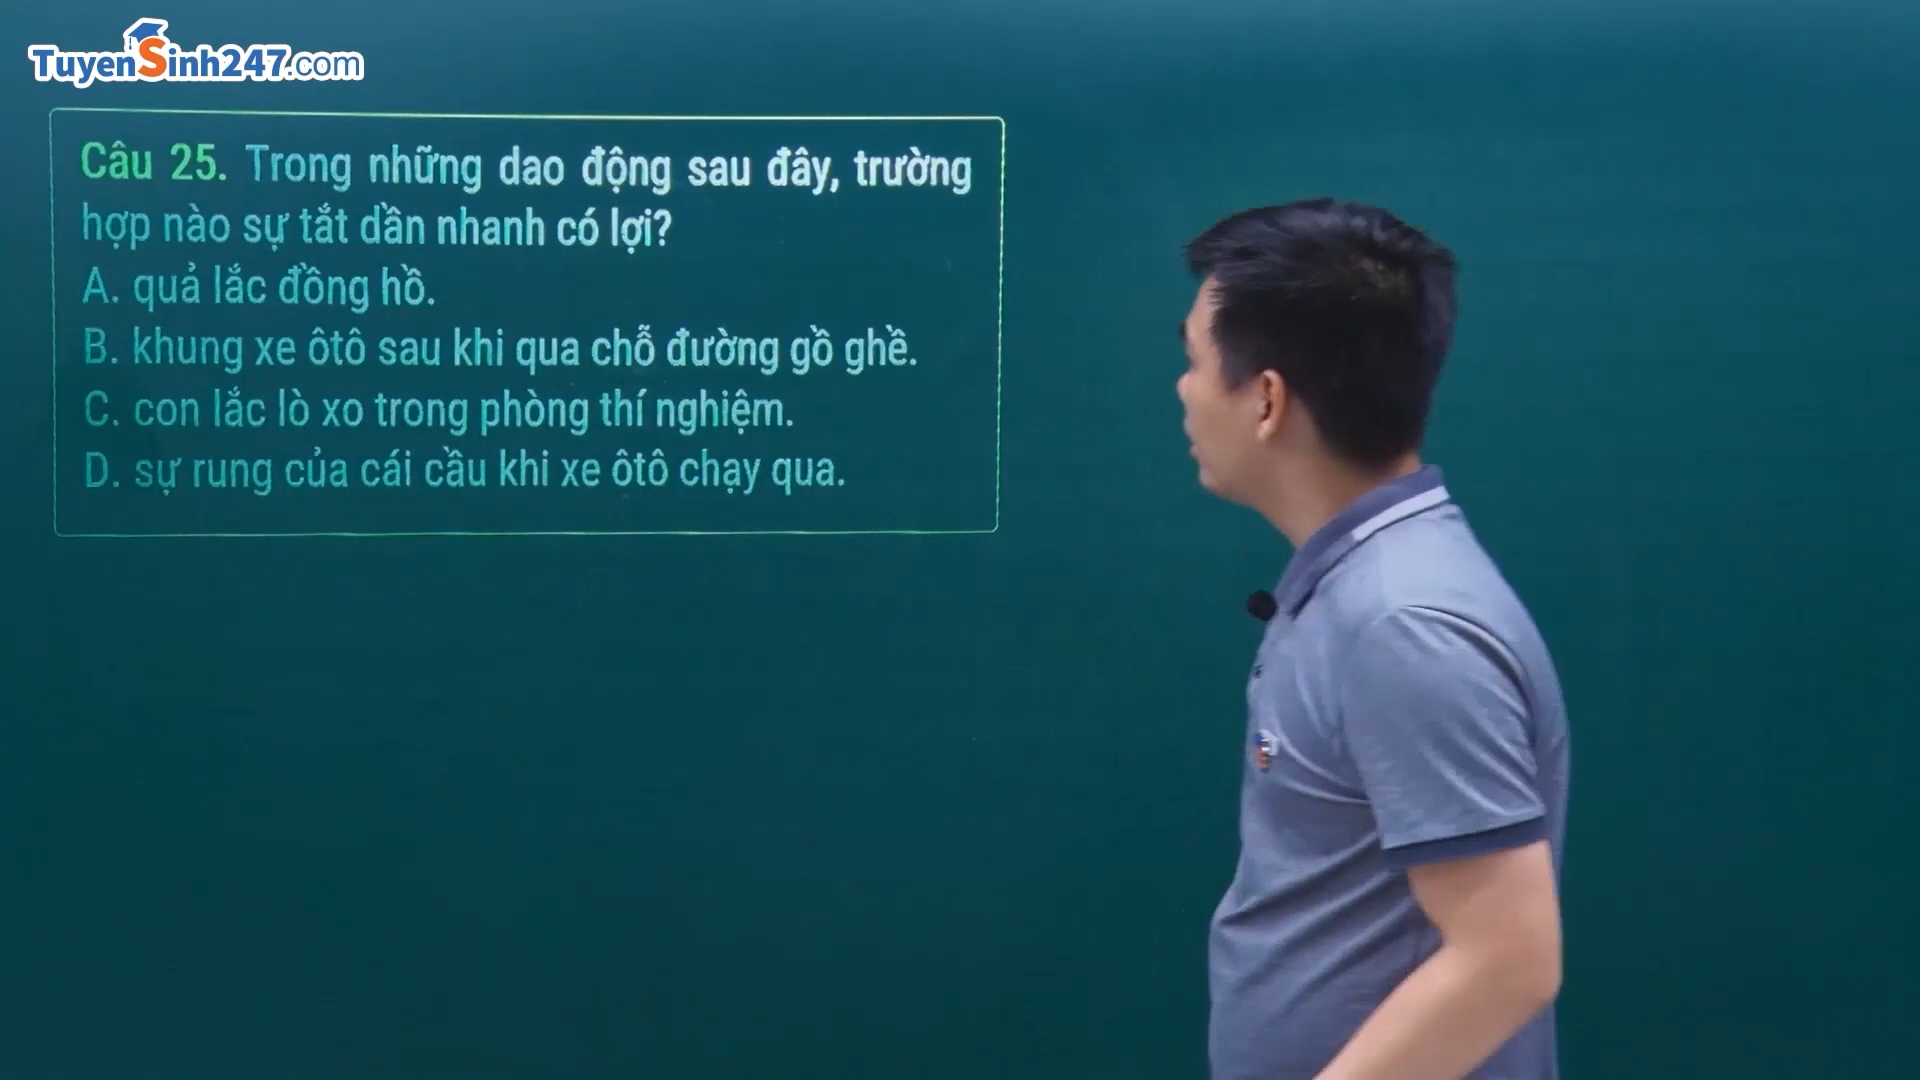 TuyenSinh247.com
Câu 25. Trong những dao động sau đây, trường
hợp nào sự tắt dần nhanh có lợi?
A. quả lắc đồng hồ.
B. khung xe ôtô sau khi qua chỗ đường gồ ghề.
C. con lắc lò xo trong phòng thí nghiệm.
D. sự rung của cái cầu khi xe ôtô chạy qua.